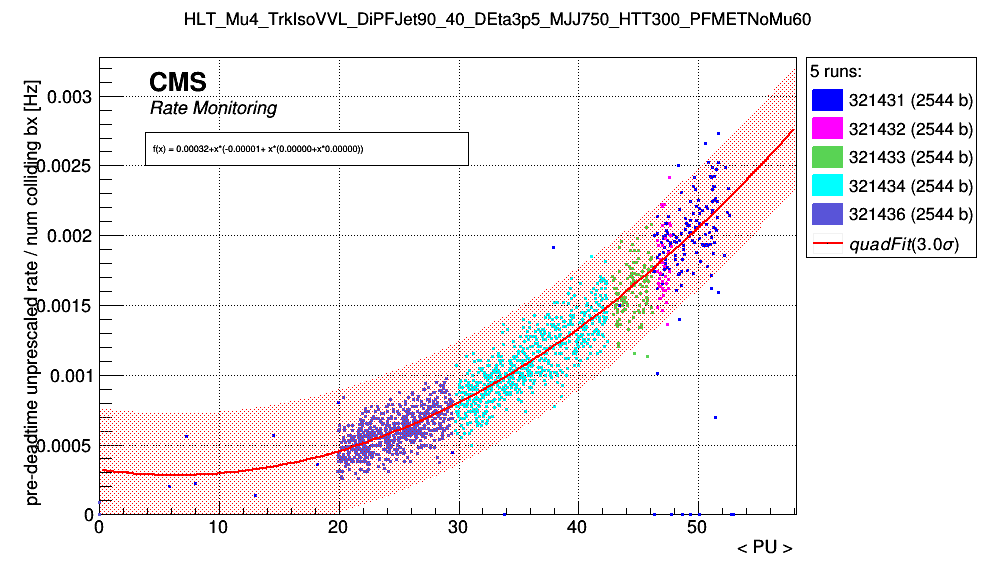 HLT_Mu4_TrkIsoVVL_DiPFJet90_40_DEta3p5_MJJ750_HTT300_PFMETNoMu60
CMS
Rate Monitoring
f(x) = 0.00032+x*(-0.00001+ x*(0.00000+x*0.00000))
pre-deadtime unprescaled rate / num colliding bx [Hz]
0.003
0.0025
0.002
0.0015
0.001
0.0005
0
0 10 20 30 40 50
< PU >
5 runs:
321431 (2544 b)
321432 (2544 b)
321433 (2544 b)
321434 (2544 b)
321436 (2544 b)
quadFit(3.0σ)